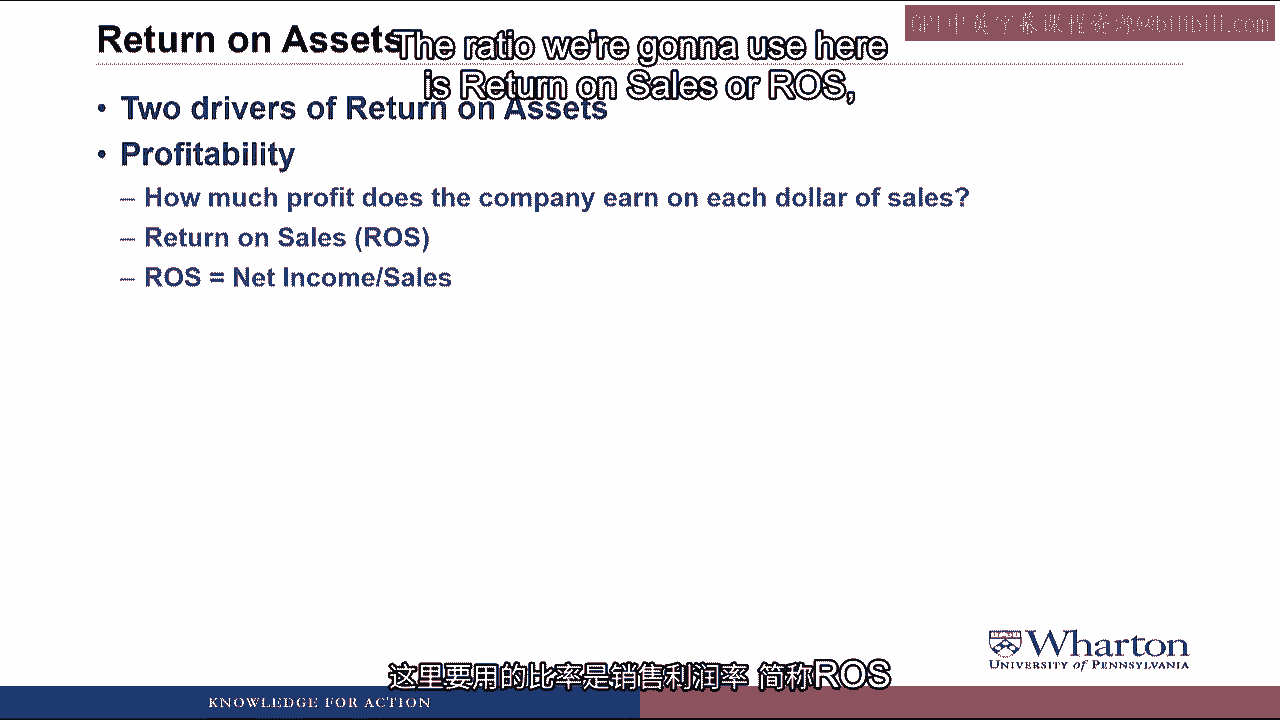 GPT中英字幕课程资源@bilibili.com
Return on Assets
The ratio we're gonna use here
is Return on Sales or ROS,
• Two drivers of Return on Assets
• Profitability
– How much profit does the company earn on each dollar of sales?
– Return on Sales (ROS)
– ROS = Net Income/Sales
Wharton
UNIVERSITY of PENNSYLVANIA
这里要用的比率是销售利润率 简称ROS
KNOWLEDGE FOR ACTION